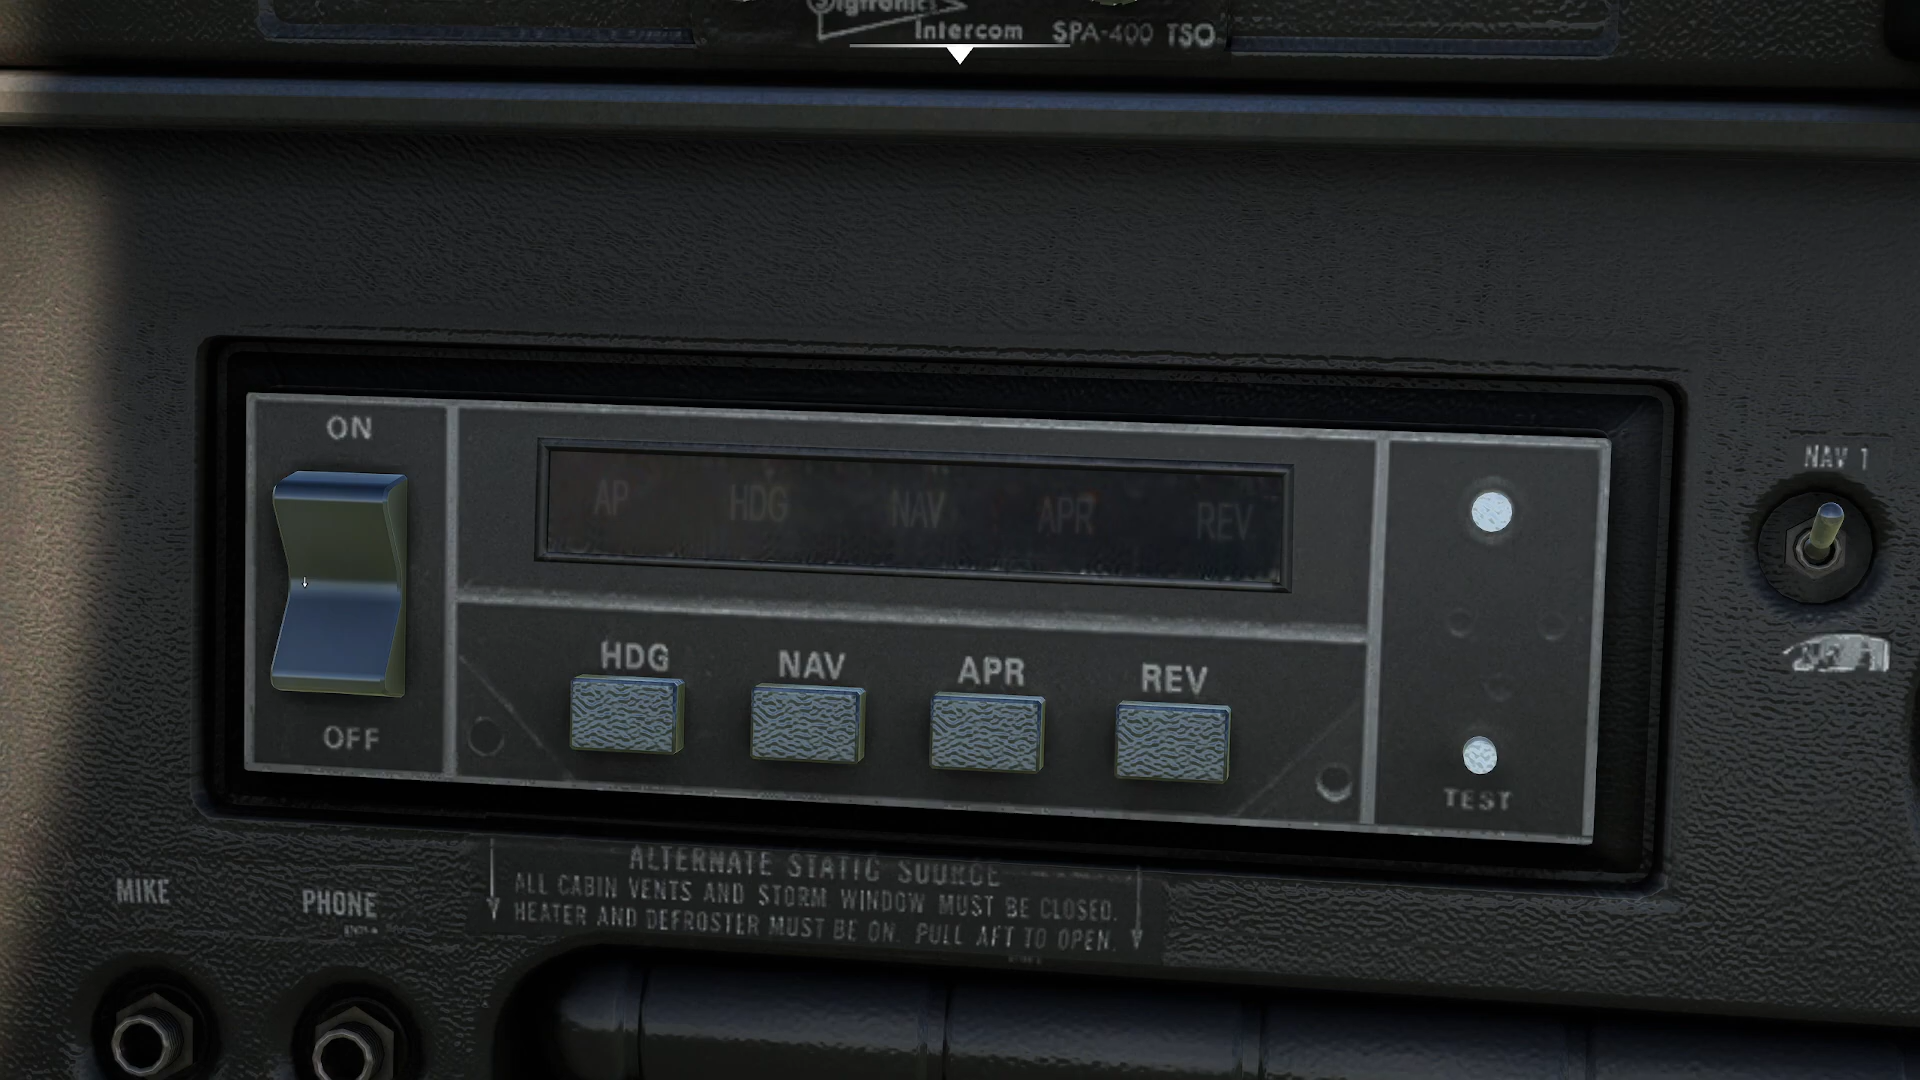 Intercom SPA-400 TSO
ON
AP HDG NAV APR REV
NAV 1
HDG NAV APR REV
OFF
TEST
ALTERNATE STATIC SOURCE
ALL CABIN VENTS AND STORM WINDOW MUST BE CLOSED.
HEATER AND DEFROSTER MUST BE ON. PULL AFT TO OPEN.
MIKE
PHONE